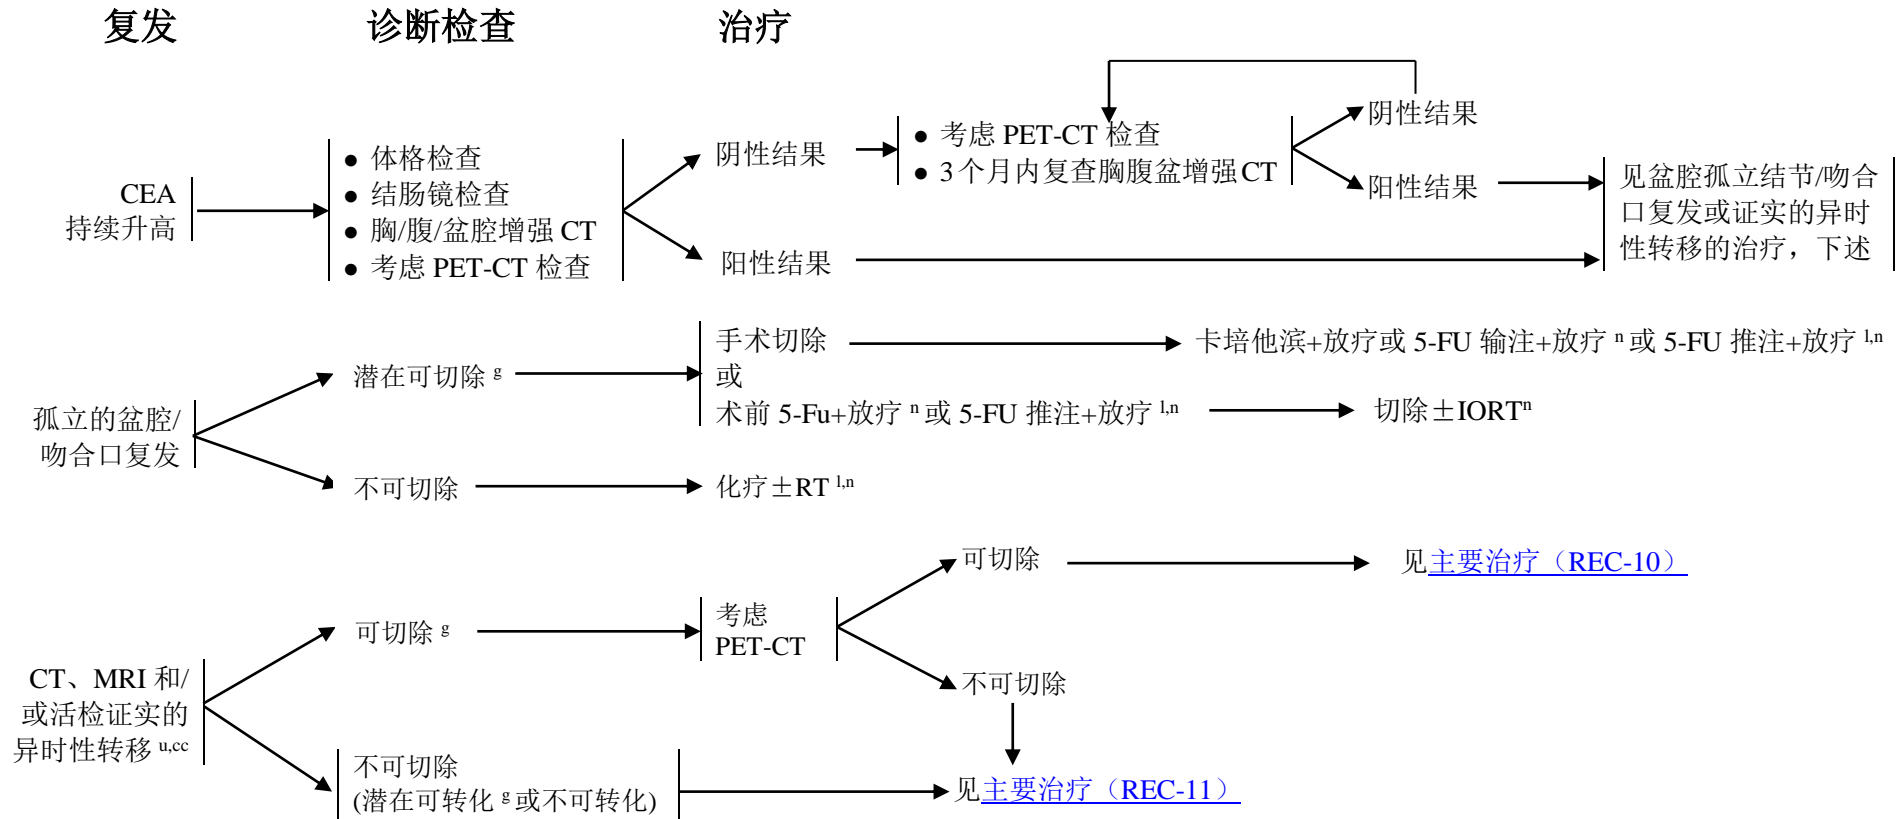 复发
诊断检查
治疗
CEA
持续升高
● 体格检查
● 结肠镜检查
● 胸/腹/盆腔增强 CT
● 考虑 PET-CT 检查
阴性结果
阳性结果
● 考虑 PET-CT 检查
● 3个月内复查胸腹盆增强CT
阴性结果
阳性结果
见盆腔孤立结节/吻合
口复发或证实的异时
性转移的治疗，下述
孤立的盆腔/
吻合口复发
潜在可切除 g
不可切除
手术切除
或
术前 5-Fu+放疗 n 或 5-FU 推注+放疗 l,n
卡培他滨+放疗或 5-FU 输注+放疗 n 或 5-FU 推注+放疗 l,n
切除±IORTn
化疗±RT l,n
CT、MRI 和/
或活检证实的
异时性转移 u,cc
可切除 g
不可切除
(潜在可转化 g 或不可转化)
考虑
PET-CT
可切除
不可切除
见主要治疗（REC-10）
见主要治疗（REC-11）